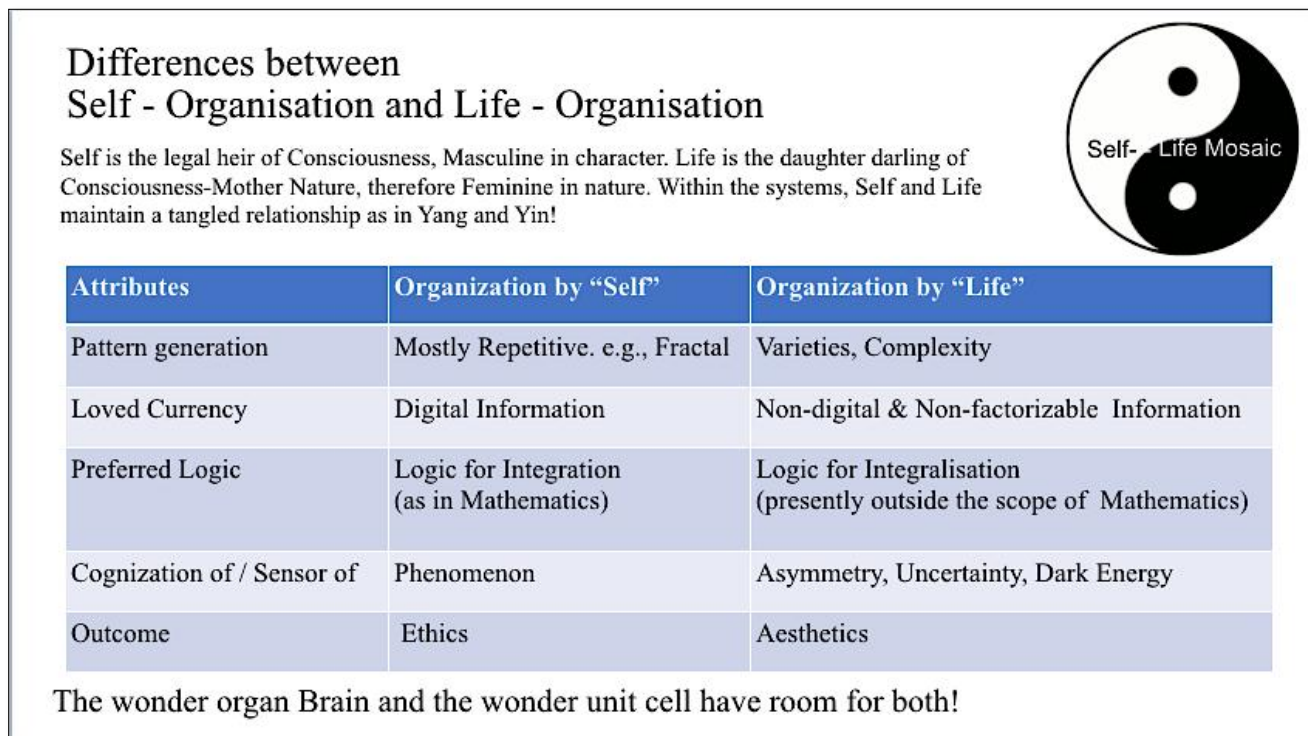 Differences between
Self - Organisation and Life - Organisation
Self is the legal heir of Consciousness, Masculine in character. Life is the daughter darling of
Consciousness-Mother Nature, therefore Feminine in nature. Within the systems, Self and Life
maintain a tangled relationship as in Yang and Yin!
Self- - Life Mosaic
Attributes Organization by “Self” Organization by “Life”
Pattern generation Mostly Repetitive. e.g., Fractal Varieties, Complexity
Loved Currency Digital Information Non-digital & Non-factorizable Information
Preferred Logic Logic for Integration Logic for Integralisation
(as in Mathematics) (presently outside the scope of Mathematics)
Cognization of / Sensor of Phenomenon Asymmetry, Uncertainty, Dark Energy
Outcome Ethics Aesthetics
The wonder organ Brain and the wonder unit cell have room for both!